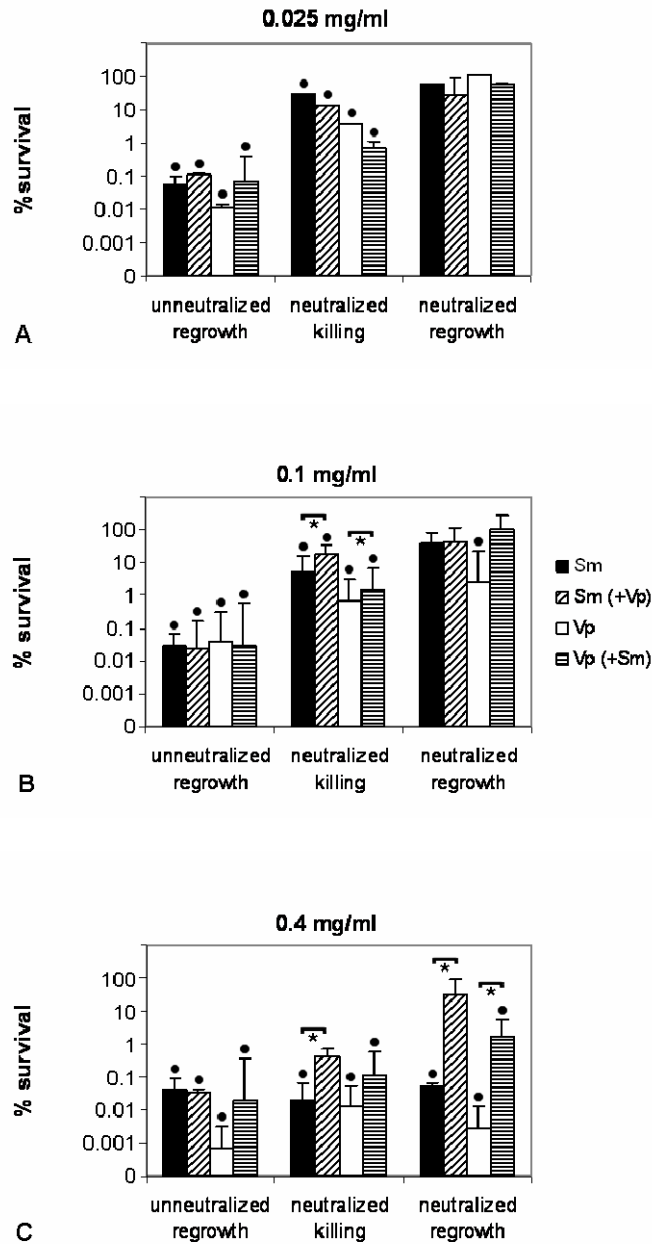 0.025 mg/ml
% survival
100
10
1
0.1
0.01
0.001
0
unneutralized regrowth
neutralized killing
neutralized regrowth
A
0.1 mg/ml
% survival
100
10
1
0.1
0.01
0.001
0
* *
unneutralized regrowth
neutralized killing
neutralized regrowth
Sm
Sm (+Vp)
Vp
Vp (+Sm)
B
0.4 mg/ml
% survival
100
10
1
0.1
0.01
0.001
0
* * *
unneutralized regrowth
neutralized killing
neutralized regrowth
C